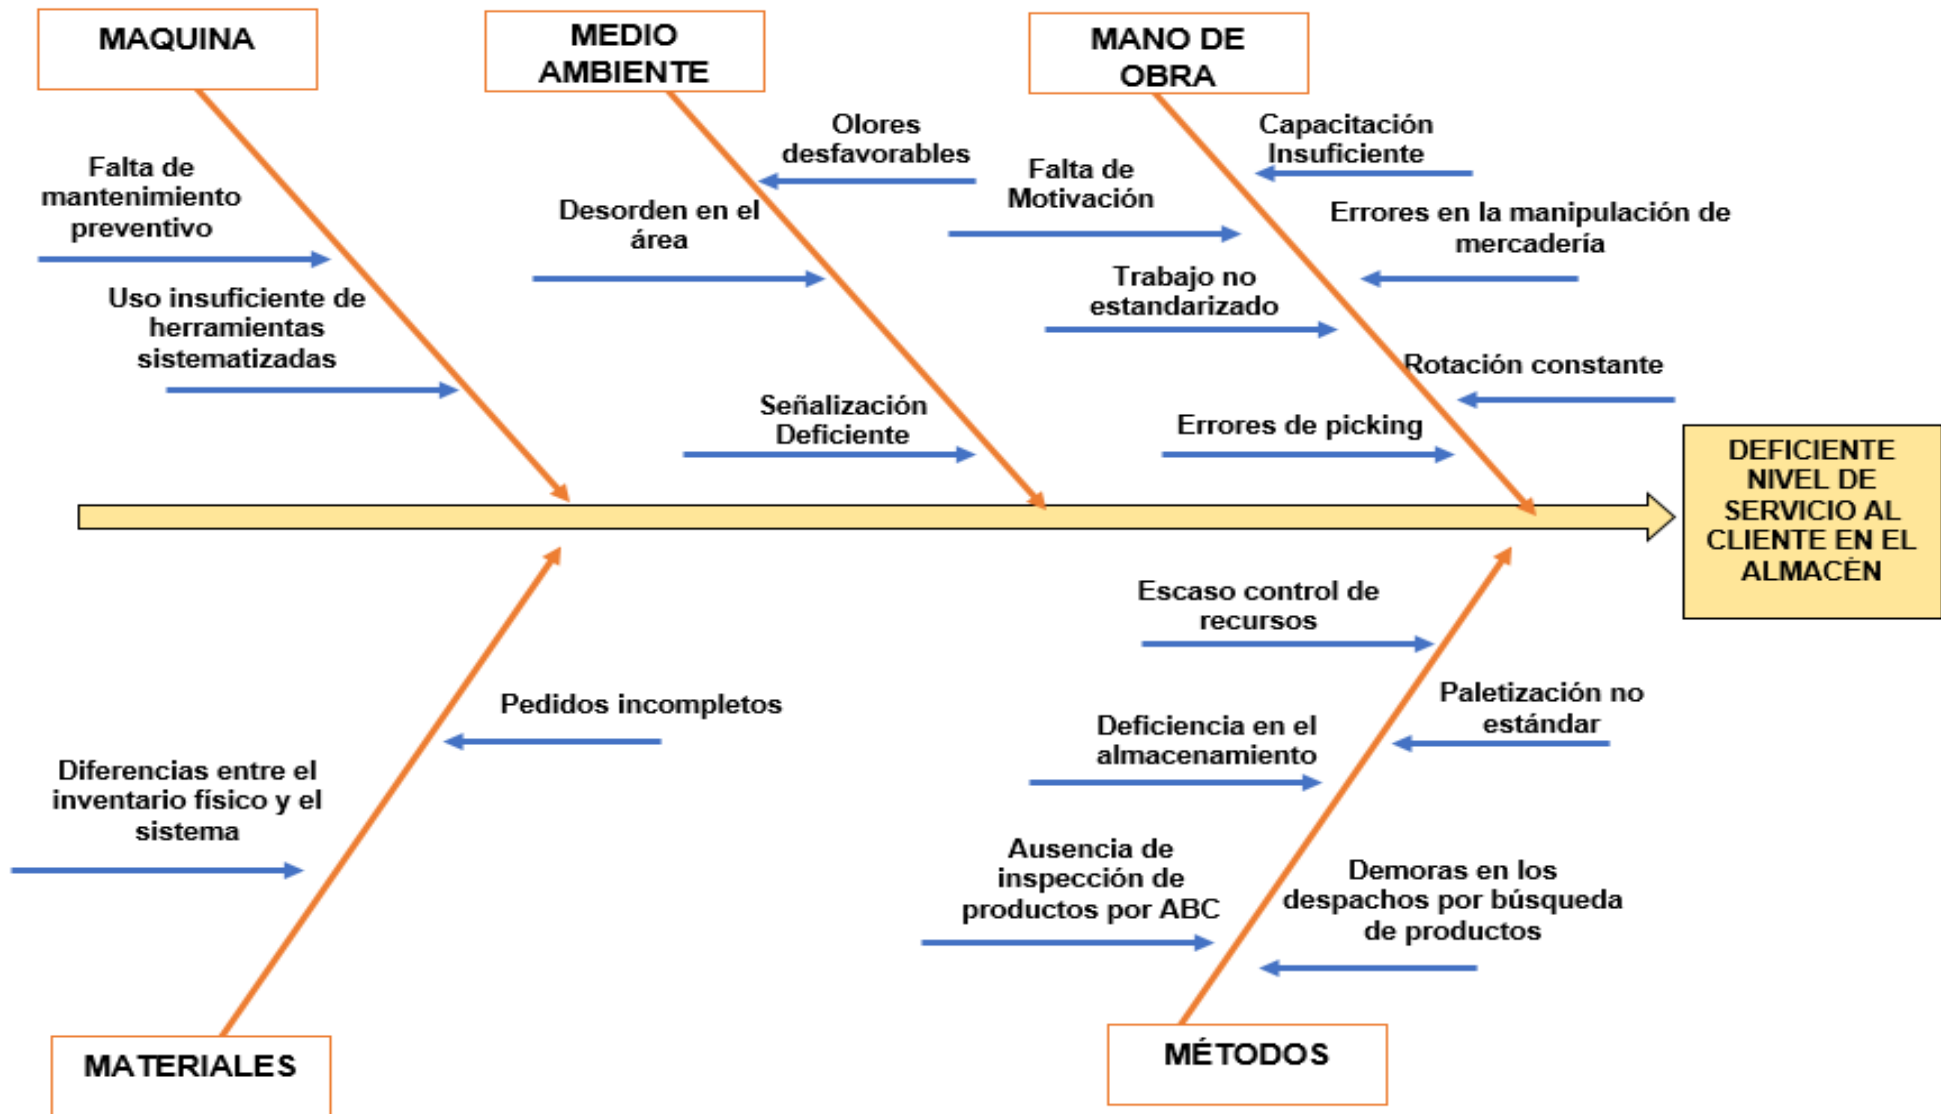 MAQUINA
MEDIO
AMBIENTE
MANO DE
OBRA
Falta de
mantenimiento
preventivo
Uso insuficiente de
herramientas
sistematizadas
Olores
desfavorables
Desorden en el
área
Señalización
Deficiente
Capacitación
Insuficiente
Falta de
Motivación
Errores en la manipulación de
mercadería
Trabajo no
estandarizado
Rotación constante
Errores de picking
DEFICIENTE
NIVEL DE
SERVICIO AL
CLIENTE EN EL
ALMACÉN
Pedidos incompletos
Diferencias entre el
inventario físico y el
sistema
Escaso control de
recursos
Paletización no
estándar
Deficiencia en el
almacenamiento
Ausencia de
inspección de
productos por ABC
Demoras en los
despachos por búsqueda
de productos
MATERIALES
MÉTODOS